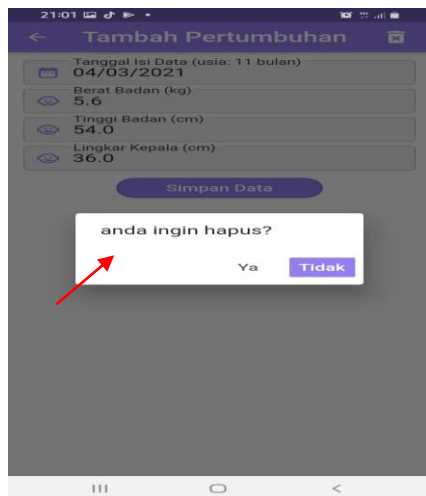 21:01
Tambah Pertumbuhan
Tanggal Isi Data (usia: 11 bulan)
04/03/2021
Berat Badan (kg)
5.6
Tinggi Badan (cm)
54.0
Lingkar Kepala (cm)
36.0
Simpan Data
anda ingin hapus?
Ya Tidak